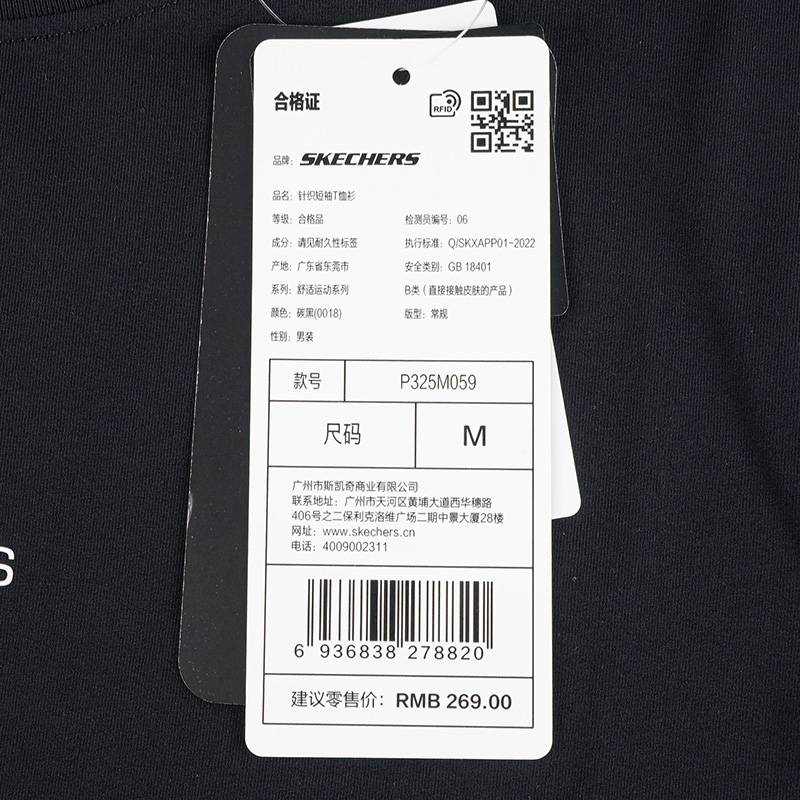 合格证
RFID
品牌: SKECHERS
品名: 针织短袖T恤衫
等级: 合格品 检测员编号: 06
成分: 请见耐久性标签 执行标准: Q/SKXAPP01-2022
产地: 广东省东莞市 安全类别: GB 18401
系列: 舒适运动系列 B类(直接接触皮肤的产品)
颜色: 碳黑(0018) 版型: 常规
性别: 男装
款号 P325M059
尺码 M
广州市斯凯奇商业有限公司
联系地址: 广州市天河区黄埔大道西华穗路
406号之二保利克洛维广场二期中景大厦28楼
网址: www.skechers.cn
电话: 4009002311
S
6 936838 278820
建议零售价: RMB 269.00